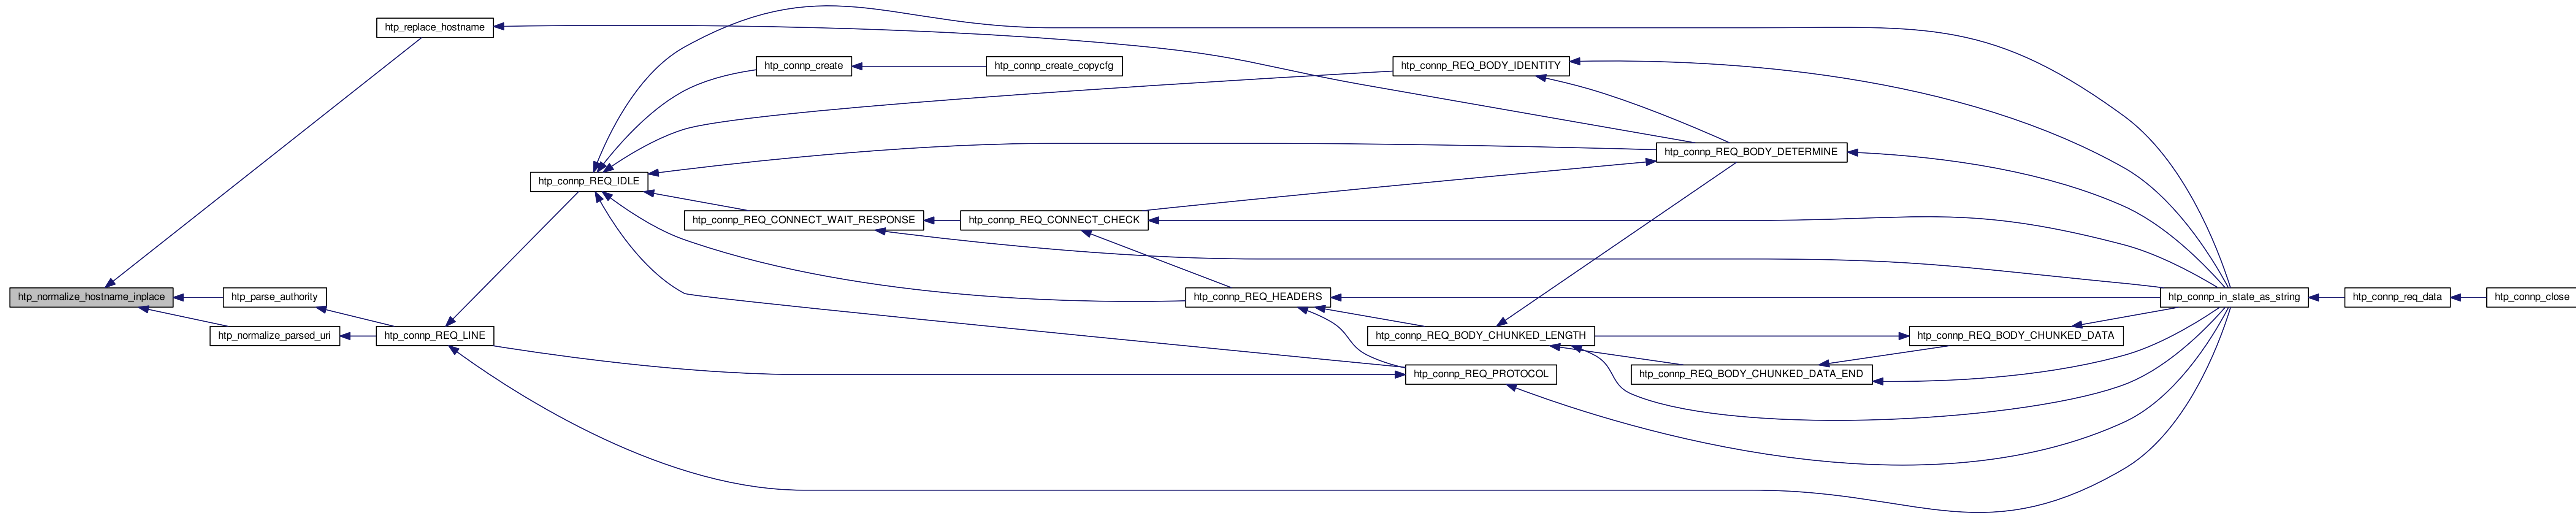 htp_replace_hostname
htp_connp_create
htp_connp_create_copycfg
htp_connp_REQ_BODY_IDENTITY
htp_connp_REQ_BODY_DETERMINE
htp_connp_REQ_IDLE
htp_connp_REQ_CONNECT_WAIT_RESPONSE
htp_connp_REQ_CONNECT_CHECK
htp_normalize_hostname_inplace
htp_parse_authority
htp_connp_REQ_HEADERS
htp_connp_in_state_as_string
htp_connp_req_data
htp_connp_close
htp_normalize_parsed_uri
htp_connp_REQ_LINE
htp_connp_REQ_BODY_CHUNKED_LENGTH
htp_connp_REQ_BODY_CHUNKED_DATA
htp_connp_REQ_PROTOCOL
htp_connp_REQ_BODY_CHUNKED_DATA_END